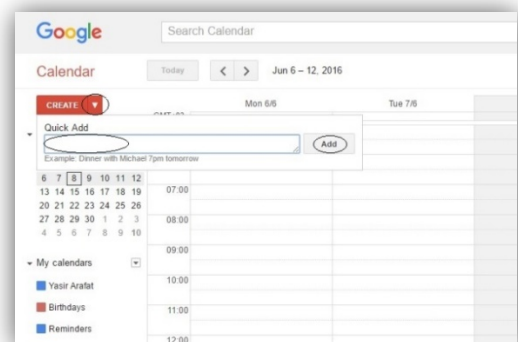 Google
Search Calendar
Calendar
Today
Jun 6 – 12, 2016
CREATE
Mon 6/6
Tue 7/6
Quick Add
Add
Example: Dinner with Michael 7pm tomorrow
6 7 8 9 10 11 12
13 14 15 16 17 18 19
20 21 22 23 24 25 26
27 28 29 30 1 2 3
4 5 6 7 8 9 10
07:00
08:00
09:00
10:00
11:00
12:00
My calendars
Yasir Arafat
Birthdays
Reminders